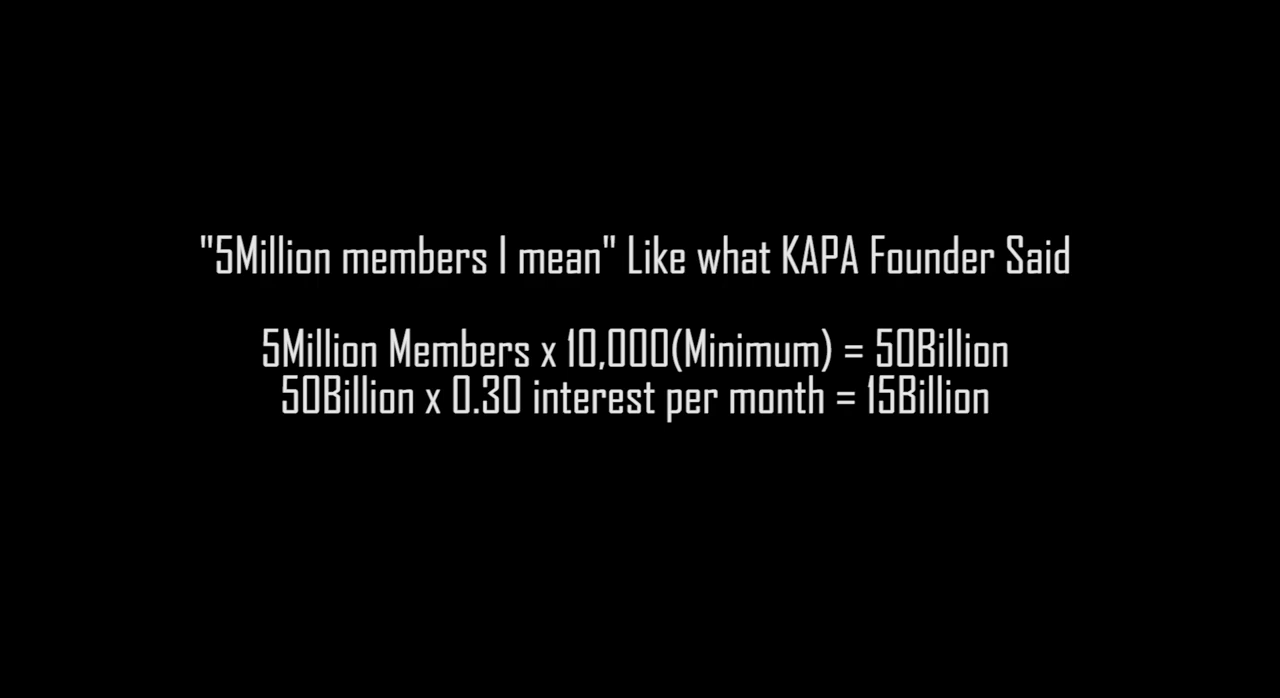 "5Million members I mean" Like what KAPA Founder Said
5Million Members x 10,000(Minimum) = 50Billion
50Billion x 0.30 interest per month = 15Billion